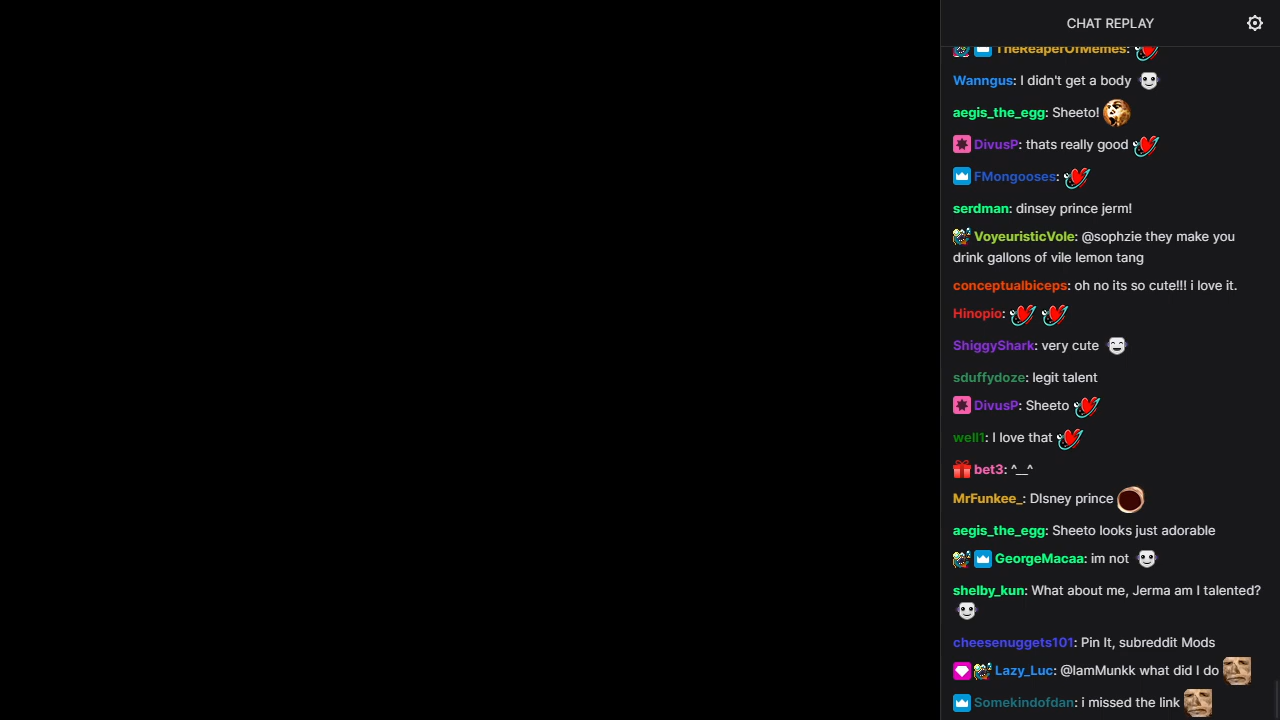 CHAT REPLAY
TheReaperOfMemes:
Wanngus: I didn't get a body
aegis_the_egg: Sheeto!
DivusP: thats really good
FMongooses:
serdman: dinsey prince jerm!
VoyeuristicVole: @sophzie they make you
drink gallons of vile lemon tang
conceptualbiceps: oh no its so cute!!! i love it.
Hinopio:
ShiggyShark: very cute
sduffydoze: legit talent
DivusP: Sheeto
well1: I love that
bet3: ^__^
MrFunkee_: DIsney prince
aegis_the_egg: Sheeto looks just adorable
GeorgeMacaa: im not
shelby_kun: What about me, Jerma am I talented?
cheesenuggets101: Pin It, subreddit Mods
Lazy_Luc: @IamMunkk what did I do
Somekindofdan: i missed the link